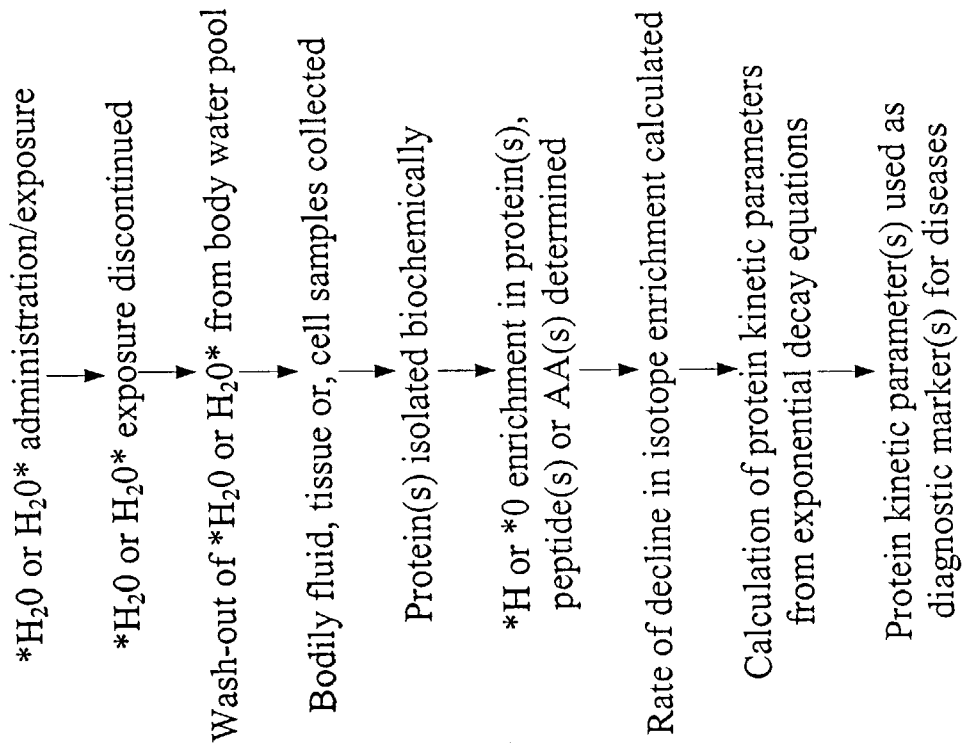 *H₂0 or H₂0* administration/exposure
*H₂0 or H₂0* exposure discontinued
Wash-out of *H₂0 or H₂0* from body water pool
Bodily fluid, tissue or, cell samples collected
Protein(s) isolated biochemically
*H or *0 enrichment in protein(s),
peptide(s) or AA(s) determined
Rate of decline in isotope enrichment calculated
Calculation of protein kinetic parameters
from exponential decay equations
Protein kinetic parameter(s) used as
diagnostic marker(s) for diseases